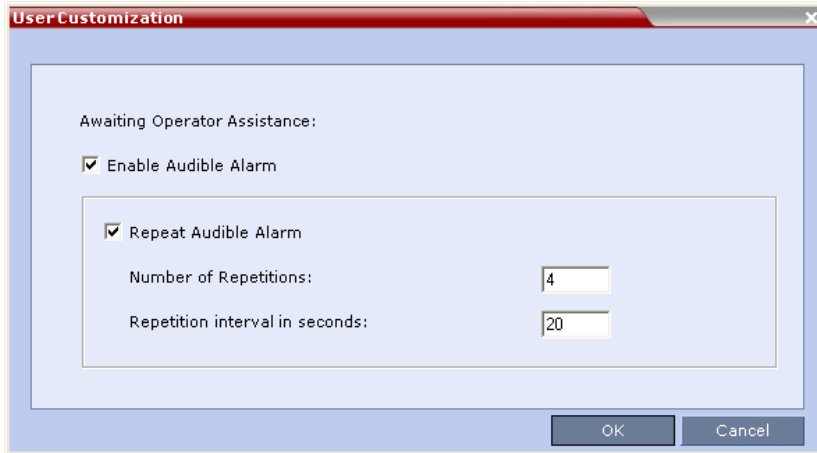 User Customization
Awaiting Operator Assistance:
Enable Audible Alarm
Repeat Audible Alarm
Number of Repetitions: 4
Repetition interval in seconds: 20
OK Cancel